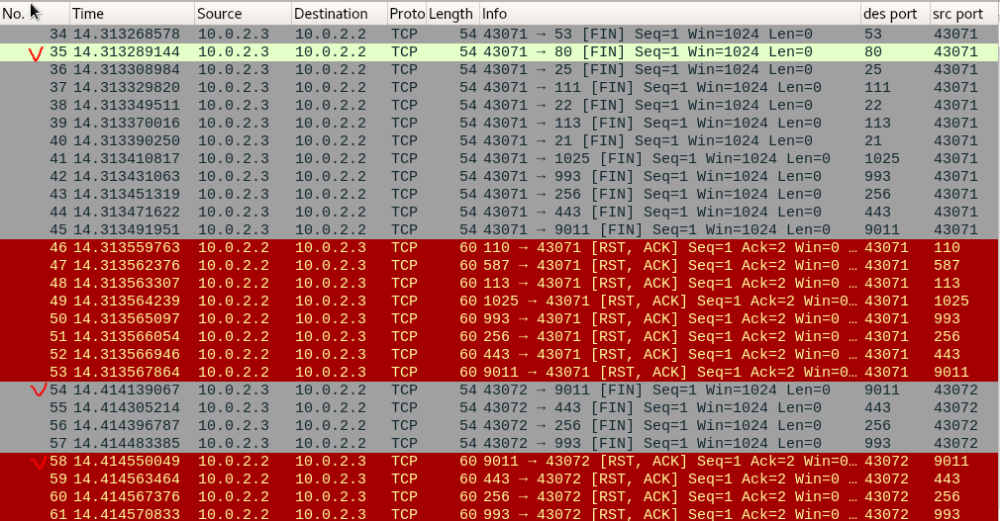 No. Time Source Destination Proto Length Info des port src port
34 14.313268578 10.0.2.3 10.0.2.2 TCP 54 43071 → 53 [FIN] Seq=1 Win=1024 Len=0 53 43071
35 14.313289144 10.0.2.3 10.0.2.2 TCP 54 43071 → 80 [FIN] Seq=1 Win=1024 Len=0 80 43071
36 14.313308984 10.0.2.3 10.0.2.2 TCP 54 43071 → 25 [FIN] Seq=1 Win=1024 Len=0 25 43071
37 14.313329820 10.0.2.3 10.0.2.2 TCP 54 43071 → 111 [FIN] Seq=1 Win=1024 Len=0 111 43071
38 14.313349511 10.0.2.3 10.0.2.2 TCP 54 43071 → 22 [FIN] Seq=1 Win=1024 Len=0 22 43071
39 14.313370016 10.0.2.3 10.0.2.2 TCP 54 43071 → 113 [FIN] Seq=1 Win=1024 Len=0 113 43071
40 14.313390250 10.0.2.3 10.0.2.2 TCP 54 43071 → 21 [FIN] Seq=1 Win=1024 Len=0 21 43071
41 14.313410817 10.0.2.3 10.0.2.2 TCP 54 43071 → 1025 [FIN] Seq=1 Win=1024 Len=0 1025 43071
42 14.313431063 10.0.2.3 10.0.2.2 TCP 54 43071 → 993 [FIN] Seq=1 Win=1024 Len=0 993 43071
43 14.313451319 10.0.2.3 10.0.2.2 TCP 54 43071 → 256 [FIN] Seq=1 Win=1024 Len=0 256 43071
44 14.313471622 10.0.2.3 10.0.2.2 TCP 54 43071 → 443 [FIN] Seq=1 Win=1024 Len=0 443 43071
45 14.313491951 10.0.2.3 10.0.2.2 TCP 54 43071 → 9011 [FIN] Seq=1 Win=1024 Len=0 9011 43071
46 14.313559763 10.0.2.2 10.0.2.3 TCP 60 110 → 43071 [RST, ACK] Seq=1 Ack=2 Win=0 … 43071 110
47 14.313562376 10.0.2.2 10.0.2.3 TCP 60 587 → 43071 [RST, ACK] Seq=1 Ack=2 Win=0 … 43071 587
48 14.313563307 10.0.2.2 10.0.2.3 TCP 60 113 → 43071 [RST, ACK] Seq=1 Ack=2 Win=0 … 43071 113
49 14.313564239 10.0.2.2 10.0.2.3 TCP 60 1025 → 43071 [RST, ACK] Seq=1 Ack=2 Win=0… 43071 1025
50 14.313565097 10.0.2.2 10.0.2.3 TCP 60 993 → 43071 [RST, ACK] Seq=1 Ack=2 Win=0 … 43071 993
51 14.313566054 10.0.2.2 10.0.2.3 TCP 60 256 → 43071 [RST, ACK] Seq=1 Ack=2 Win=0 … 43071 256
52 14.313566946 10.0.2.2 10.0.2.3 TCP 60 443 → 43071 [RST, ACK] Seq=1 Ack=2 Win=0 … 43071 443
53 14.313567864 10.0.2.2 10.0.2.3 TCP 60 9011 → 43071 [RST, ACK] Seq=1 Ack=2 Win=0… 43071 9011
54 14.414139067 10.0.2.3 10.0.2.2 TCP 54 43072 → 9011 [FIN] Seq=1 Win=1024 Len=0 9011 43072
55 14.414305214 10.0.2.3 10.0.2.2 TCP 54 43072 → 443 [FIN] Seq=1 Win=1024 Len=0 443 43072
56 14.414396787 10.0.2.3 10.0.2.2 TCP 54 43072 → 256 [FIN] Seq=1 Win=1024 Len=0 256 43072
57 14.414483385 10.0.2.3 10.0.2.2 TCP 54 43072 → 993 [FIN] Seq=1 Win=1024 Len=0 993 43072
58 14.414550049 10.0.2.2 10.0.2.3 TCP 60 9011 → 43072 [RST, ACK] Seq=1 Ack=2 Win=0… 43072 9011
59 14.414563464 10.0.2.2 10.0.2.3 TCP 60 443 → 43072 [RST, ACK] Seq=1 Ack=2 Win=0 … 43072 443
60 14.414567376 10.0.2.2 10.0.2.3 TCP 60 256 → 43072 [RST, ACK] Seq=1 Ack=2 Win=0 … 43072 256
61 14.414570833 10.0.2.2 10.0.2.3 TCP 60 993 → 43072 [RST, ACK] Seq=1 Ack=2 Win=0 … 43072 993